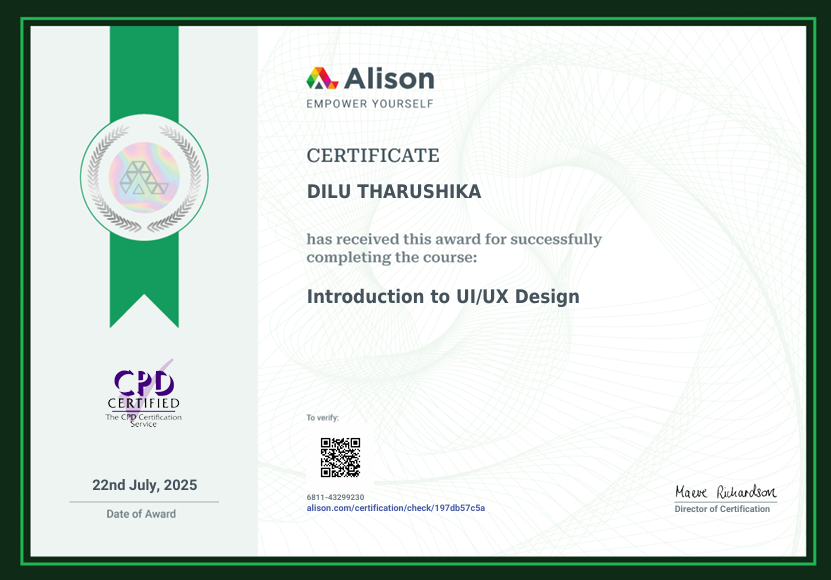 Alison
EMPOWER YOURSELF
CERTIFICATE
DILU THARUSHIKA
has received this award for successfully
completing the course:
Introduction to UI/UX Design
CPD
CERTIFIED
The CPD Certification
Service
22nd July, 2025
Date of Award
To verify:
6811-43299230
alison.com/certification/check/197db57c5a
Maeve Richardson
Director of Certification